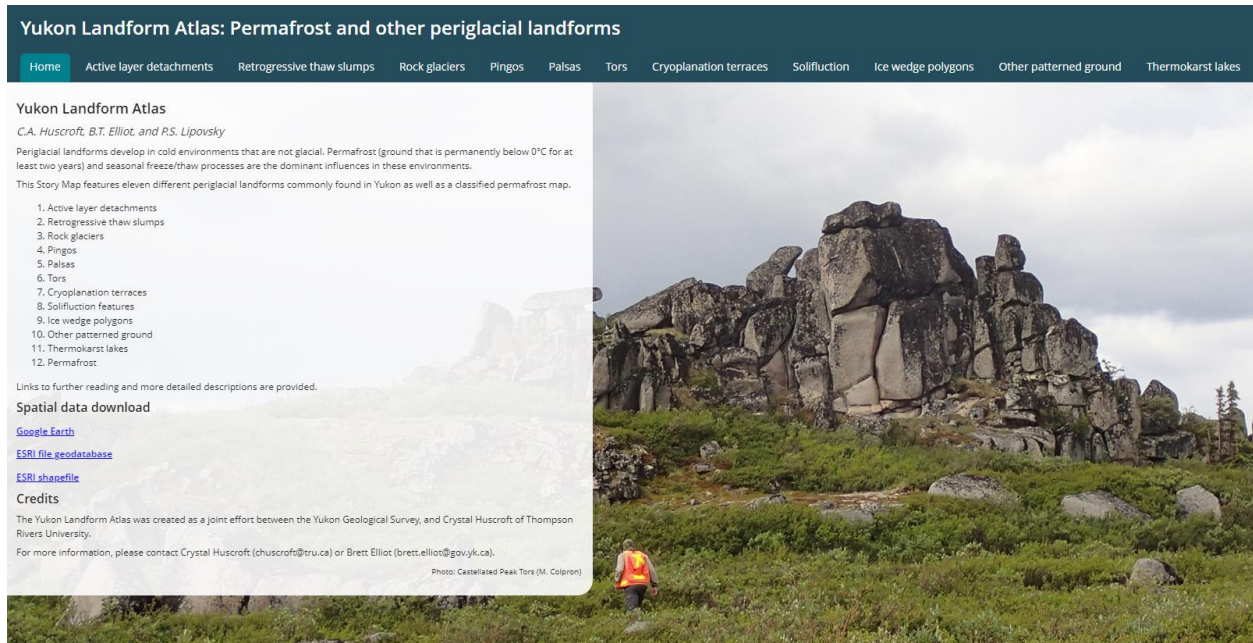 Yukon Landform Atlas: Permafrost and other periglacial landforms
Home Active layer detachments Retrogressive thaw slumps Rock glaciers Pingos Palsas Tors Cryoplanation terraces Solifluction Ice wedge polygons Other patterned ground Thermokarst lakes
Yukon Landform Atlas
C.A. Huscroft, B.T. Elliot, and P.S. Lipovsky
Periglacial landforms develop in cold environments that are not glacial. Permafrost (ground that is permanently below 0°C for at
least two years) and seasonal freeze/thaw processes are the dominant influences in these environments.
This Story Map features eleven different periglacial landforms commonly found in Yukon as well as a classified permafrost map.
1. Active layer detachments
2. Retrogressive thaw slumps
3. Rock glaciers
4. Pingos
5. Palsas
6. Tors
7. Cryoplanation terraces
8. Solifluction features
9. Ice wedge polygons
10. Other patterned ground
11. Thermokarst lakes
12. Permafrost
Links to further reading and more detailed descriptions are provided.
Spatial data download
Google Earth
ESRI file geodatabase
ESRI shapefile
Credits
The Yukon Landform Atlas was created as a joint effort between the Yukon Geological Survey, and Crystal Huscroft of Thompson
Rivers University.
For more information, please contact Crystal Huscroft (chuscroft@tru.ca) or Brett Elliot (brett.elliot@gov.yk.ca).
Photo: Castellated Peak Tors (M. Colpron)